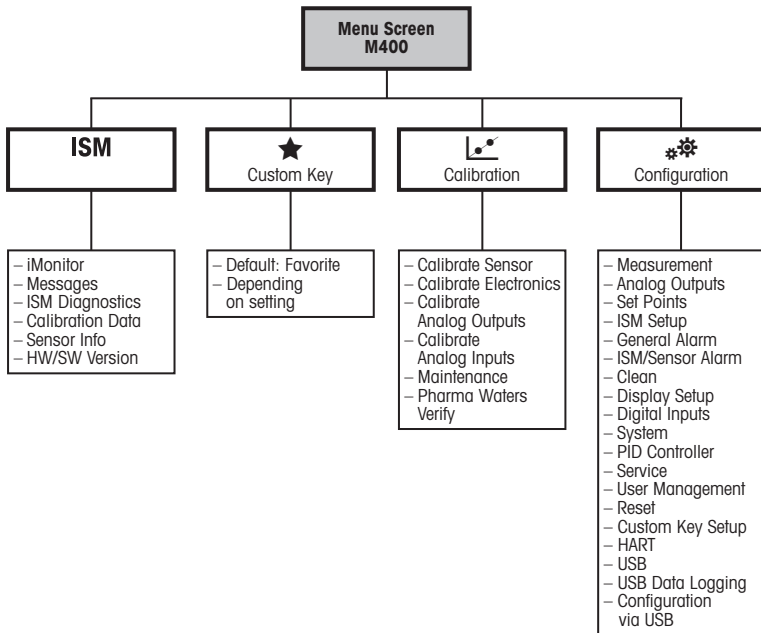 Menu Screen
M400
ISM
Custom Key
Calibration
Configuration
– iMonitor
– Messages
– ISM Diagnostics
– Calibration Data
– Sensor Info
– HW/SW Version
– Default: Favorite
– Depending
on setting
– Calibrate Sensor
– Calibrate Electronics
– Calibrate
Analog Outputs
– Calibrate
Analog Inputs
– Maintenance
– Pharma Waters
Verify
– Measurement
– Analog Outputs
– Set Points
– ISM Setup
– General Alarm
– ISM/Sensor Alarm
– Clean
– Display Setup
– Digital Inputs
– System
– PID Controller
– Service
– User Management
– Reset
– Custom Key Setup
– HART
– USB
– USB Data Logging
– Configuration
via USB